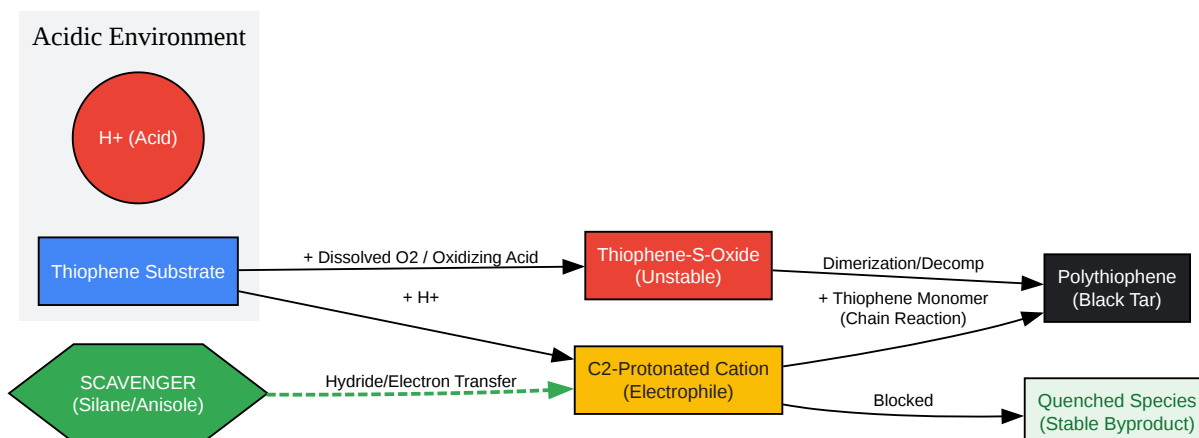 Acidic Environment
H+ (Acid)
Thiophene Substrate
+ Dissolved O2 / Oxidizing Acid
+ H+
Thiophene-S-Oxide
(Unstable)
Dimerization/Decomp
+ Thiophene Monomer
(Chain Reaction)
Polythiophene
(Black Tar)
SCAVENGER
(Silane/Anisole)
Hydride/Electron Transfer
C2-Protonated Cation
(Electrophile)
Blocked
Quenched Species
(Stable Byproduct)